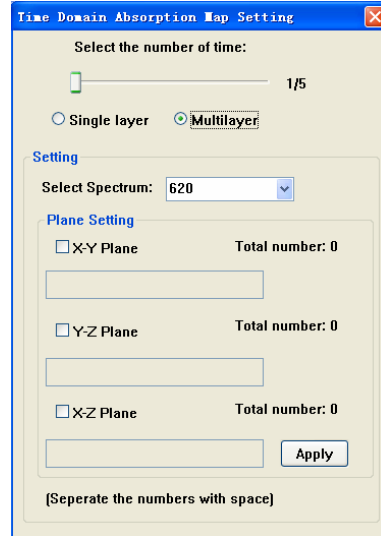 Time Domain Absorption Map Setting
Select the number of time:
1/5
Single layer Multilayer
Setting
Select Spectrum: 620
Plane Setting
X-Y Plane Total number: 0
Y-Z Plane Total number: 0
X-Z Plane Total number: 0
Apply
(Seperate the numbers with space)